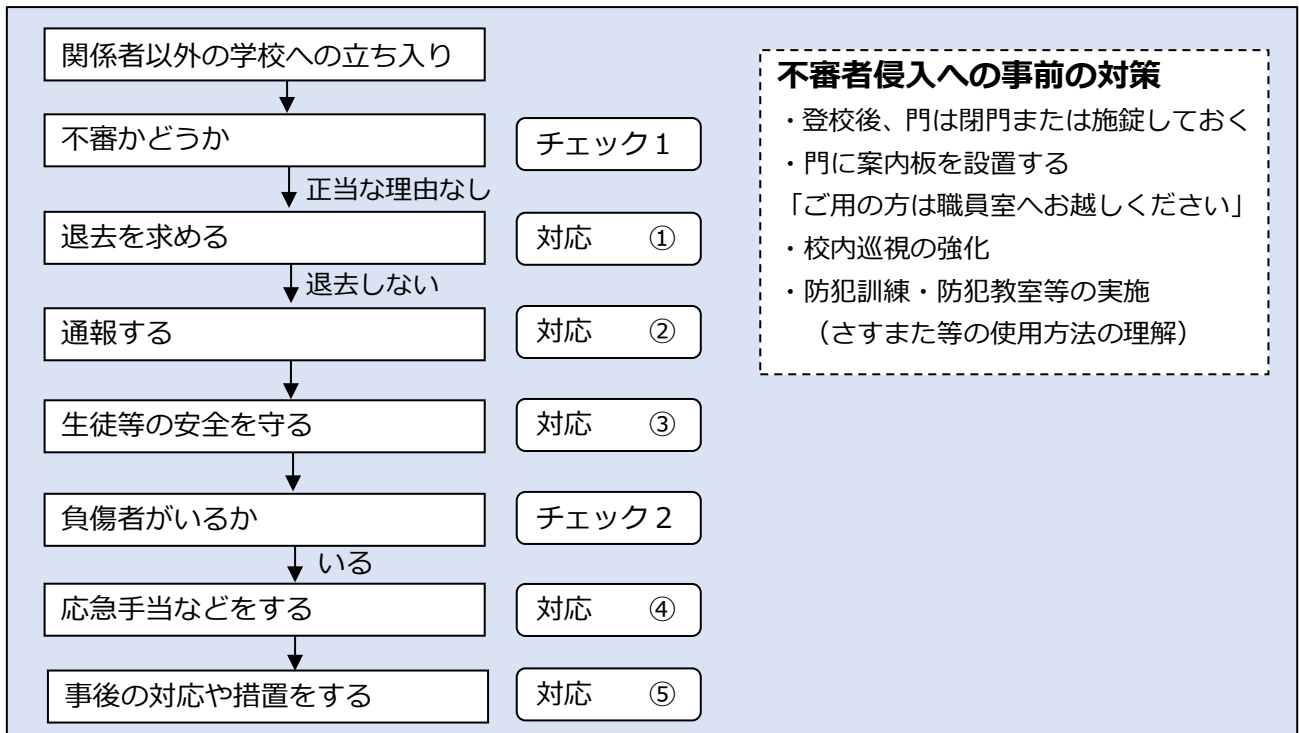 関係者以外の学校への立ち入り
不審かどうか
チェック１
正当な理由なし
退去を求める
対応　　①
退去しない
通報する
対応　　②
生徒等の安全を守る
対応　　③
負傷者がいるか
チェック２
いる
応急手当などをする
対応　　④
事後の対応や措置をする
対応　　⑤
不審者侵入への事前の対策
・登校後、門は閉門または施錠しておく
・門に案内板を設置する
「ご用の方は職員室へお越しください」
・校内巡視の強化
・防犯訓練・防犯教室等の実施
（さすまた等の使用方法の理解）